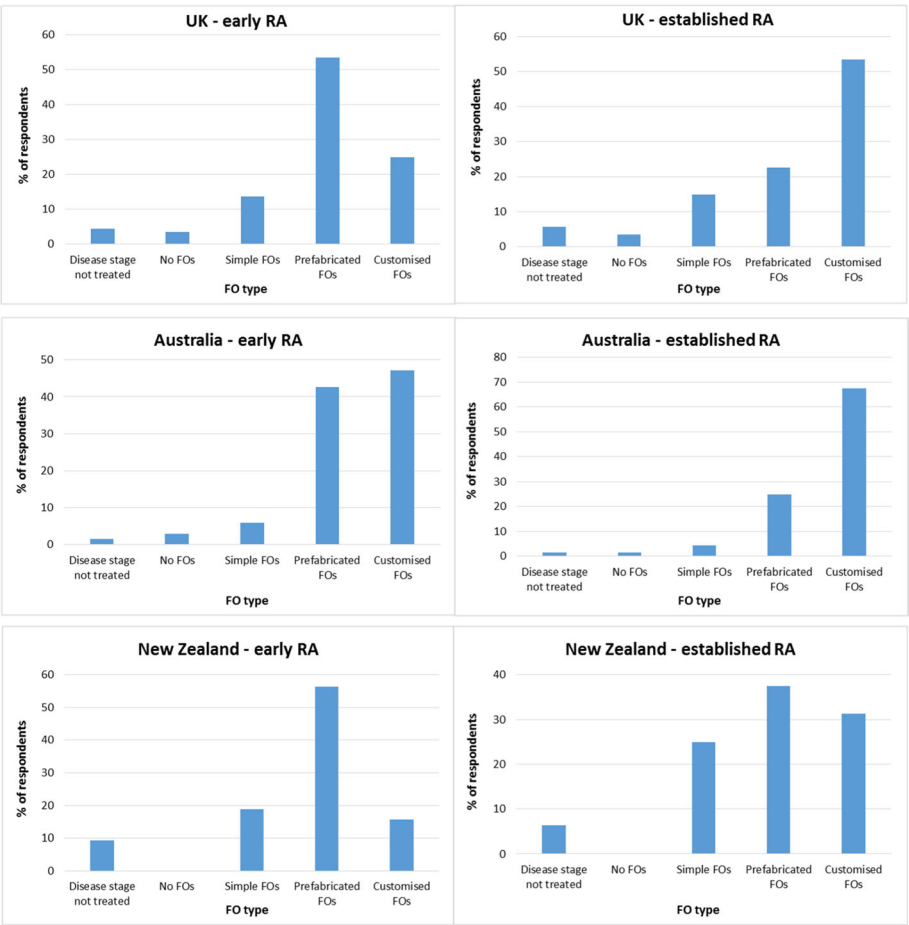 UK - early RA
60
50
40
30
20
10
0
% of respondents
Disease stage not treated
No FOs
Simple FOs
Prefabricated FOs
Customised FOs
FO type
UK - established RA
60
50
40
30
20
10
0
% of respondents
Disease stage not treated
No FOs
Simple FOs
Prefabricated FOs
Customised FOs
FO type
Australia - early RA
50
40
30
20
10
0
% of respondents
Disease stage not treated
No FOs
Simple FOs
Prefabricated FOs
Customised FOs
FO type
Australia - established RA
80
70
60
50
40
30
20
10
0
% of respondents
Disease stage not treated
No FOs
Simple FOs
Prefabricated FOs
Customised FOs
FO type
New Zealand - early RA
60
50
40
30
20
10
0
% of respondents
Disease stage not treated
No FOs
Simple FOs
Prefabricated FOs
Customised FOs
FO type
New Zealand - established RA
40
30
20
10
0
% of respondents
Disease stage not treated
No FOs
Simple FOs
Prefabricated FOs
Customised FOs
FO type